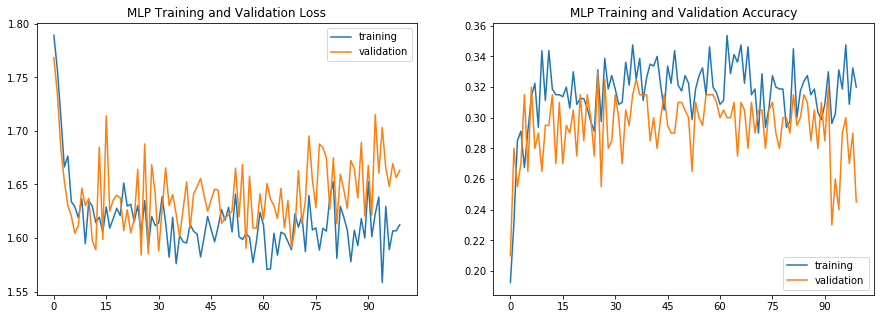 MLP Training and Validation Loss
training
validation
1.80
1.75
1.70
1.65
1.60
1.55
0 15 30 45 60 75 90
MLP Training and Validation Accuracy
0.36
0.34
0.32
0.30
0.28
0.26
0.24
0.22
0.20
training
validation
0 15 30 45 60 75 90